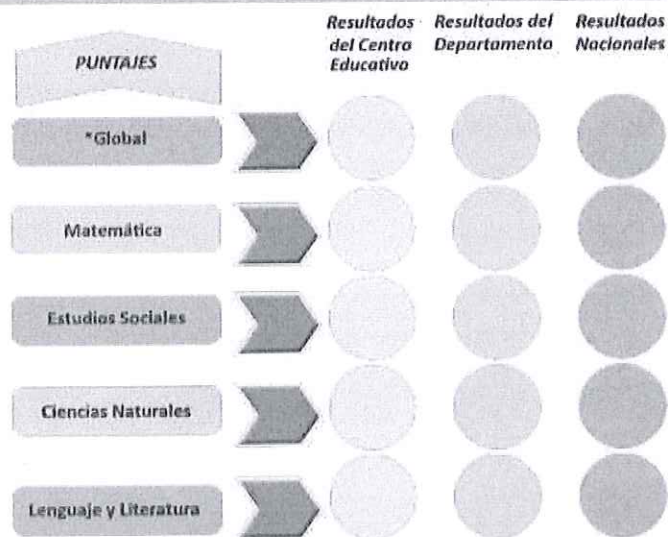 Resultados del Centro Educativo
Resultados del Departamento
Resultados Nacionales
PUNTAJES
*Global
Matemática
Estudios Sociales
Ciencias Naturales
Lenguaje y Literatura